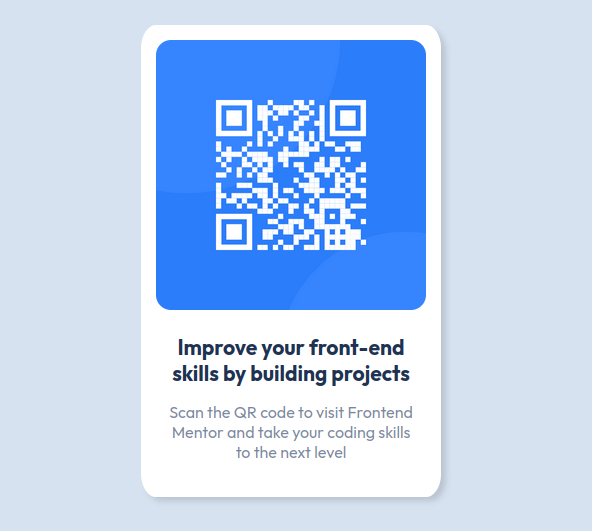 Improve your front-end
skills by building projects
Scan the QR code to visit Frontend
Mentor and take your coding skills
to the next level